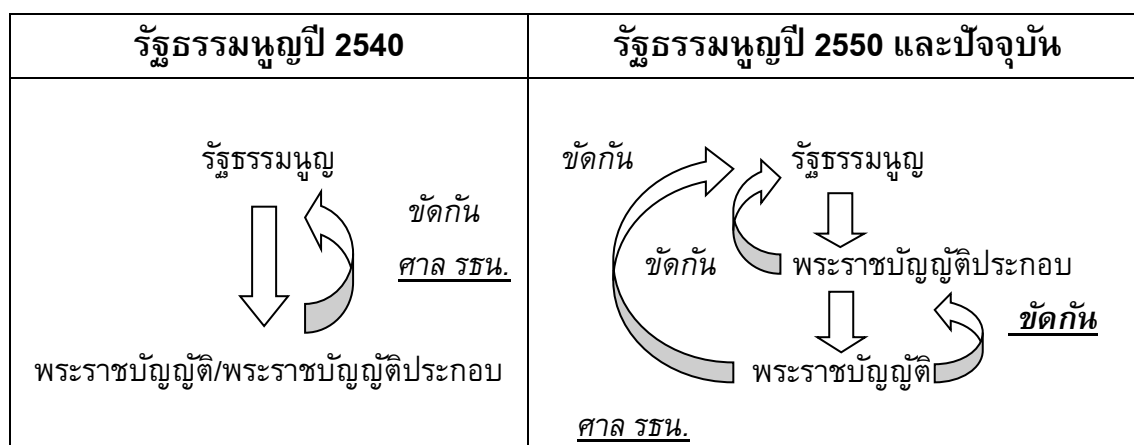 รัฐธรรมนูญปี 2540
รัฐธรรมนูญ
ขัดกัน
ศาล รธน.
พระราชบัญญัติ/พระราชบัญญัติประกอบ
รัฐธรรมนูญปี 2550 และปัจจุบัน
ขัดกัน
รัฐธรรมนูญ
ขัดกัน
พระราชบัญญัติประกอบ
ขัดกัน
พระราชบัญญัติ
ศาล รธน.